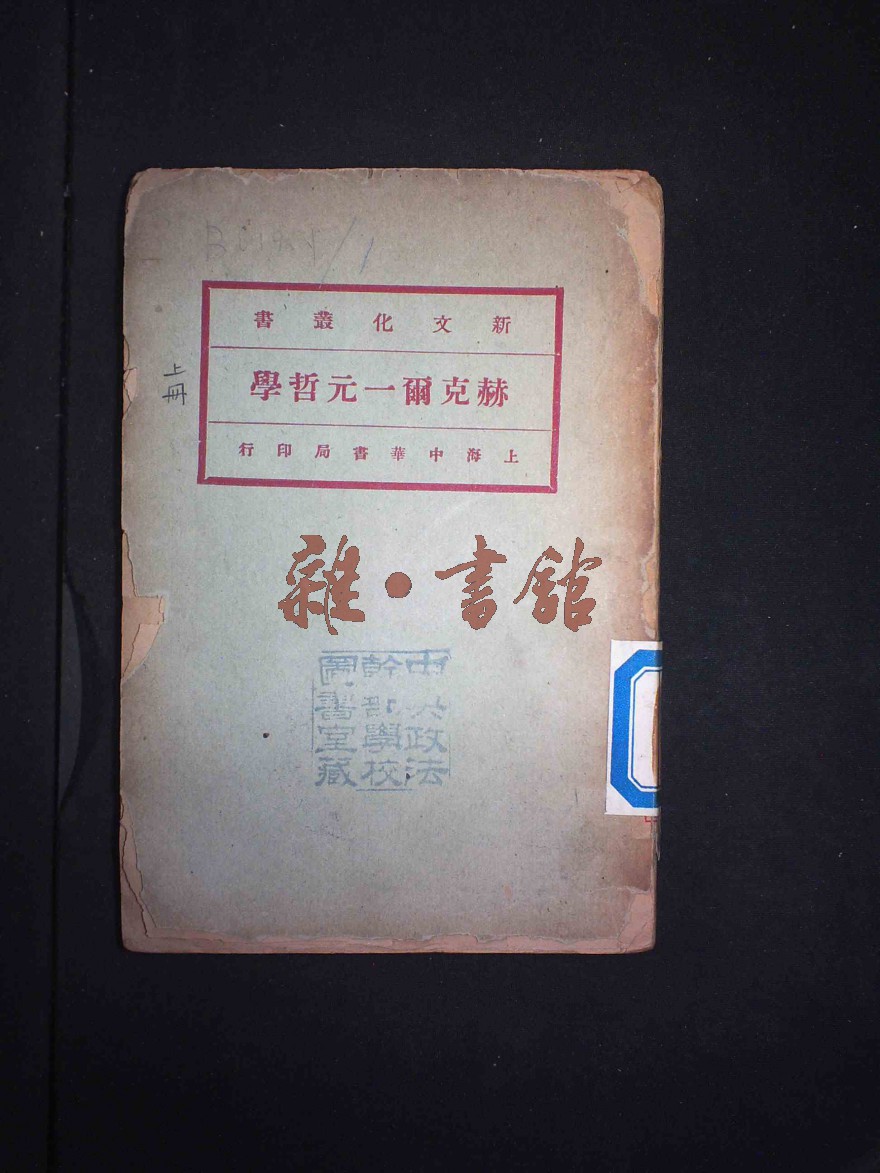 新文化叢書
赫克爾一元哲學
上海中華書局印行
上冊
雜•書館
中央政法
幹部學校
圖書室藏